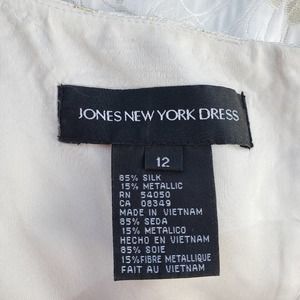 JONES NEW YORK DRESS
12
85% SILK
15% METALLIC
RN 54050
CA 08349
MADE IN VIETNAM
85% SEDA
15% METALICO
HECHO EN VIETNAM
85% SOIE
15%FIBRE METALLIQUE
FAIT AU VIETNAM